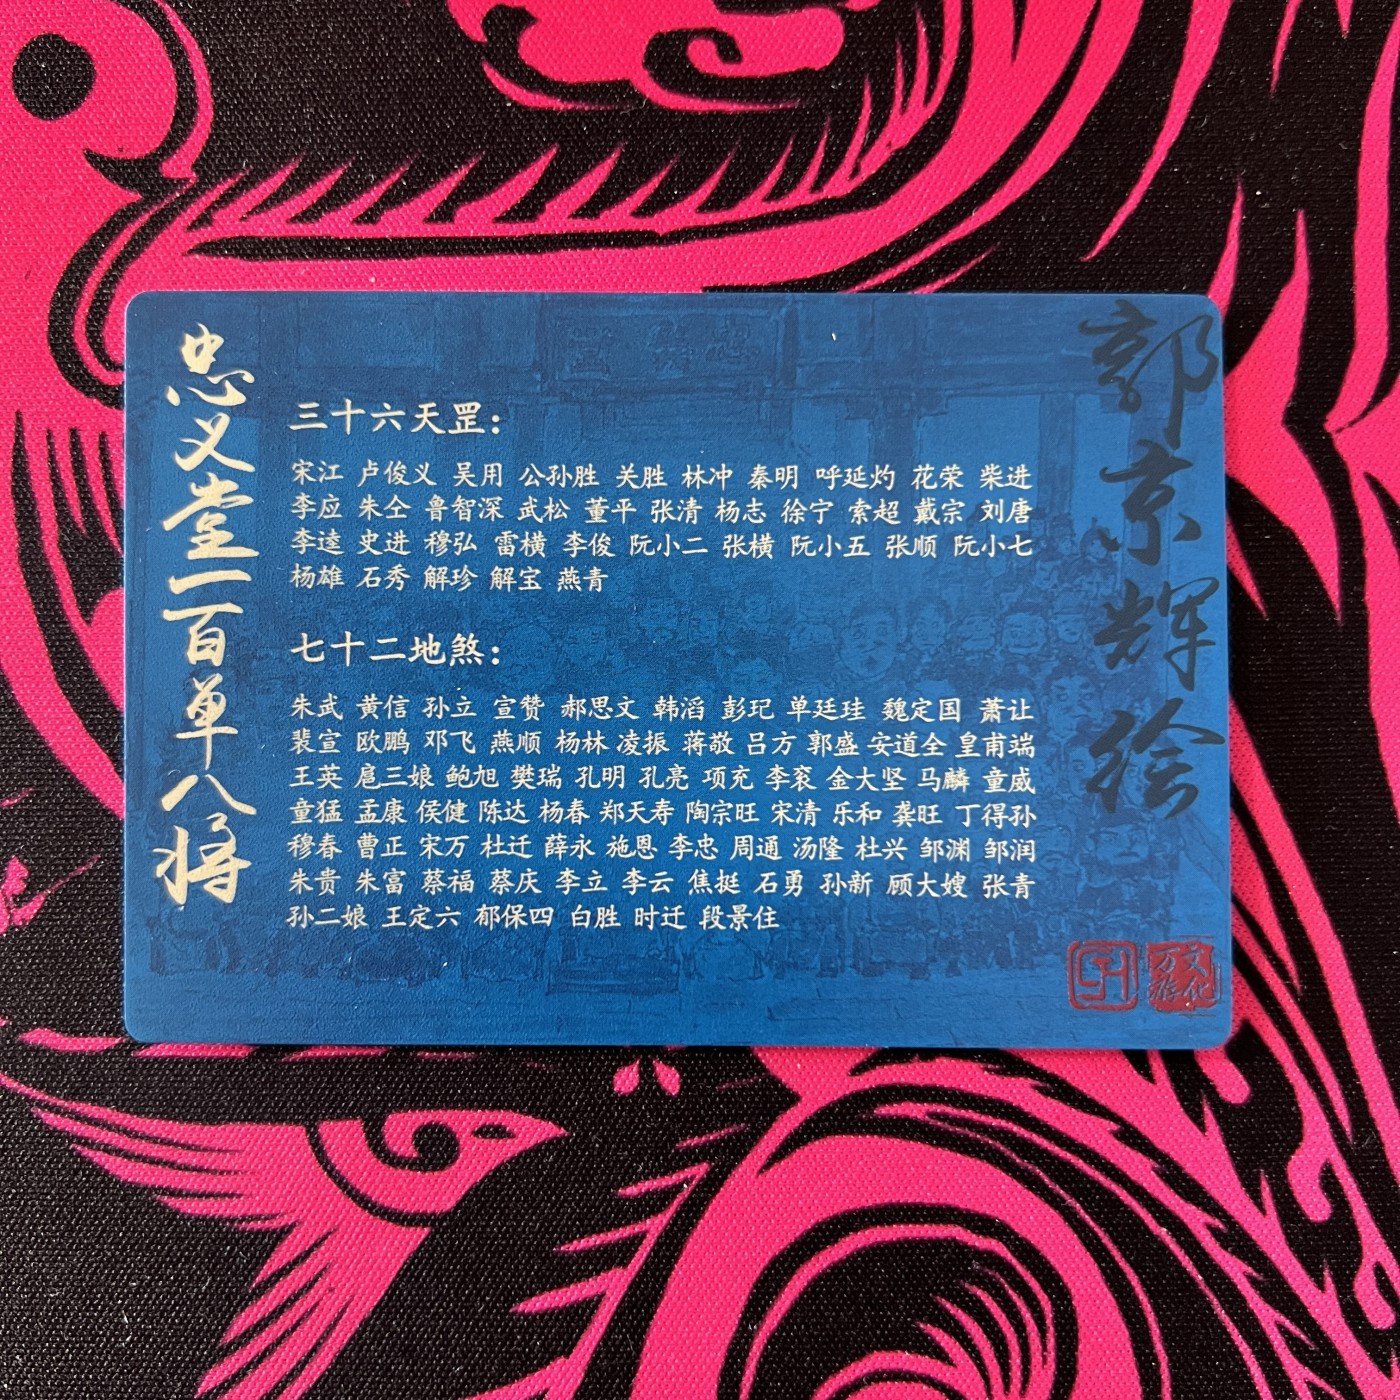 忠义堂一百单八将
三十六天罡：
宋江 卢俊义 吴用 公孙胜 关胜 林冲 秦明 呼延灼 花荣 柴进
李应 朱仝 鲁智深 武松 董平 张清 杨志 徐宁 索超 戴宗 刘唐
李逵 史进 穆弘 雷横 李俊 阮小二 张横 阮小五 张顺 阮小七
杨雄 石秀 解珍 解宝 燕青
七十二地煞：
朱武 黄信 孙立 宣赞 郝思文 韩滔 彭玘 单廷珪 魏定国 萧让
裴宣 欧鹏 邓飞 燕顺 杨林 凌振 蒋敬 吕方 郭盛 安道全 皇甫端
王英 扈三娘 鲍旭 樊瑞 孔明 孔亮 项充 李衮 金大坚 马麟 童威
童猛 孟康 侯健 陈达 杨春 郑天寿 陶宗旺 宋清 乐和 龚旺 丁得孙
穆春 曹正 宋万 杜迁 薛永 施恩 李忠 周通 汤隆 杜兴 邹渊 邹润
朱贵 朱富 蔡福 蔡庆 李立 李云 焦挺 石勇 孙新 顾大嫂 张青
孙二娘 王定六 郁保四 白胜 时迁 段景住
郭京辉绘